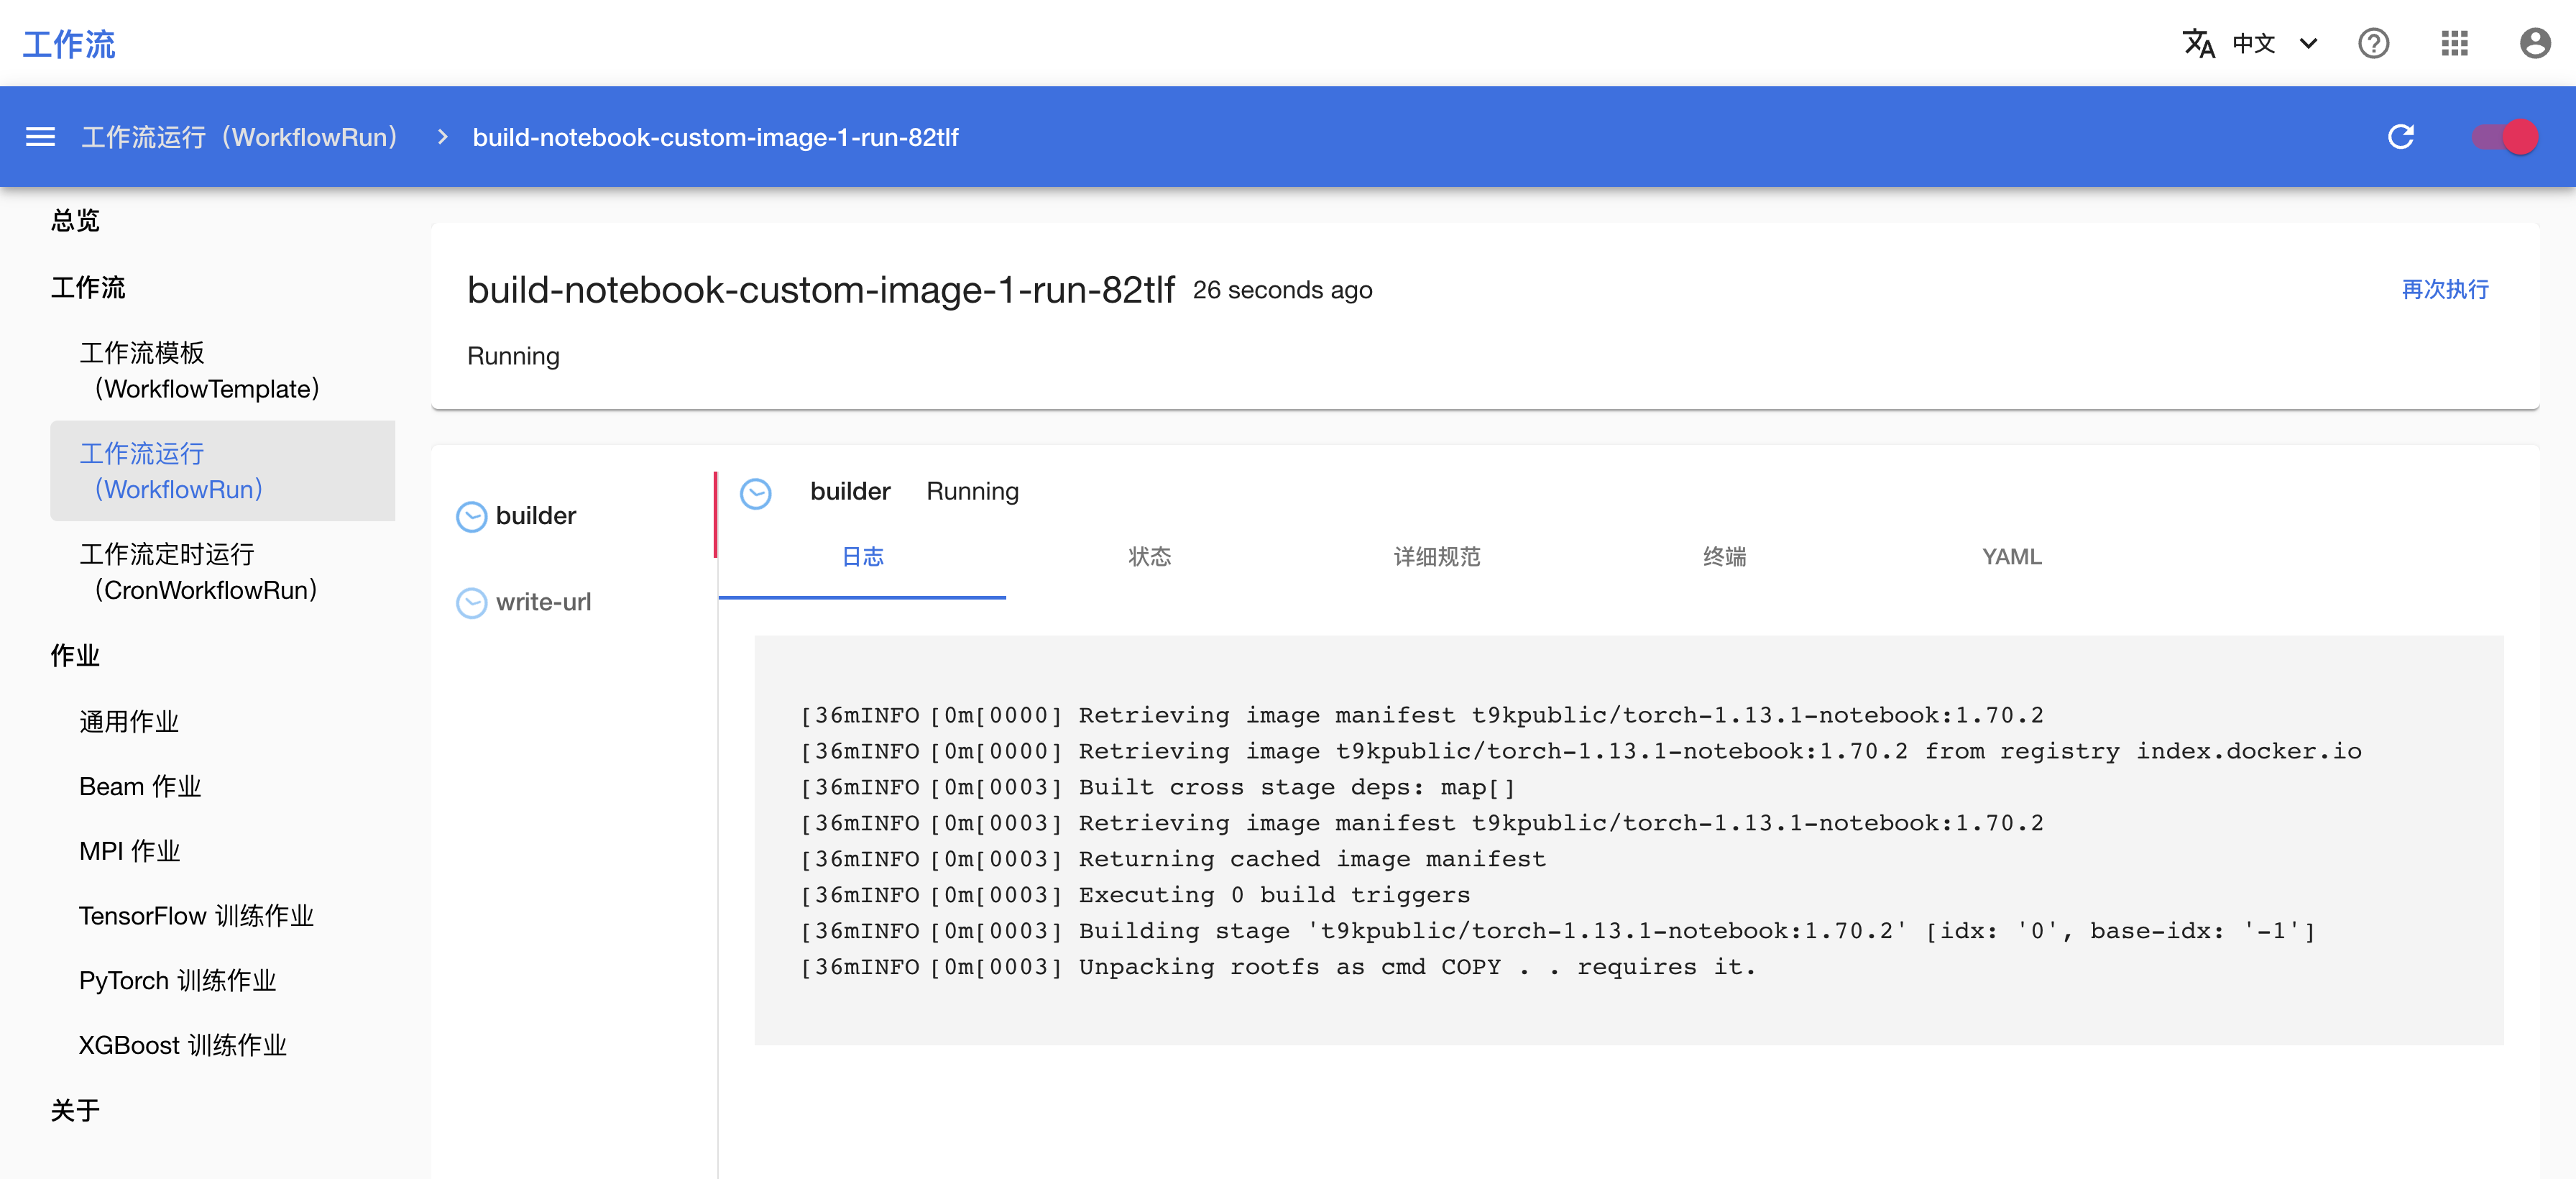 工作流
中文
工作流运行（WorkflowRun）
build-notebook-custom-image-1-run-82tlf
总览
工作流
工作流模板
（WorkflowTemplate）
工作流运行
（WorkflowRun）
工作流定时运行
（CronWorkflowRun）
作业
通用作业
Beam 作业
MPI 作业
TensorFlow 训练作业
PyTorch 训练作业
XGBoost 训练作业
关于
build-notebook-custom-image-1-run-82tlf 26 seconds ago
再次执行
Running
builder
write-url
builder Running
日志 状态 详细规范 终端 YAML
[36mINFO[0m[0000] Retrieving image manifest t9kpublic/torch-1.13.1-notebook:1.70.2
[36mINFO[0m[0000] Retrieving image t9kpublic/torch-1.13.1-notebook:1.70.2 from registry index.docker.io
[36mINFO[0m[0003] Built cross stage deps: map[]
[36mINFO[0m[0003] Retrieving image manifest t9kpublic/torch-1.13.1-notebook:1.70.2
[36mINFO[0m[0003] Returning cached image manifest
[36mINFO[0m[0003] Executing 0 build triggers
[36mINFO[0m[0003] Building stage 't9kpublic/torch-1.13.1-notebook:1.70.2' [idx: '0', base-idx: '-1']
[36mINFO[0m[0003] Unpacking rootfs as cmd COPY . . requires it.